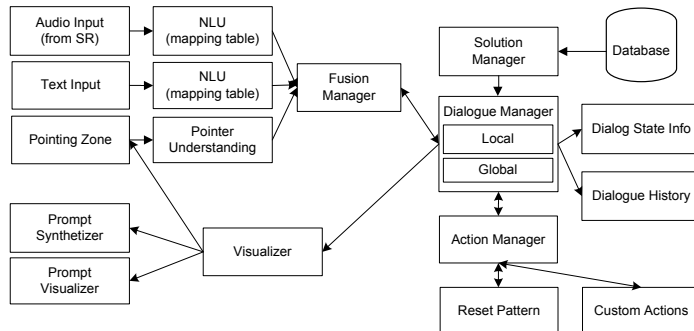 Audio Input
(from SR)
NLU
(mapping table)
Text Input
NLU
(mapping table)
Pointing Zone
Pointer
Understanding
Fusion
Manager
Solution
Manager
Database
Dialogue Manager
Local
Global
Dialog State Info
Dialogue History
Prompt
Synthetizer
Prompt
Visualizer
Visualizer
Action Manager
Reset Pattern
Custom Actions